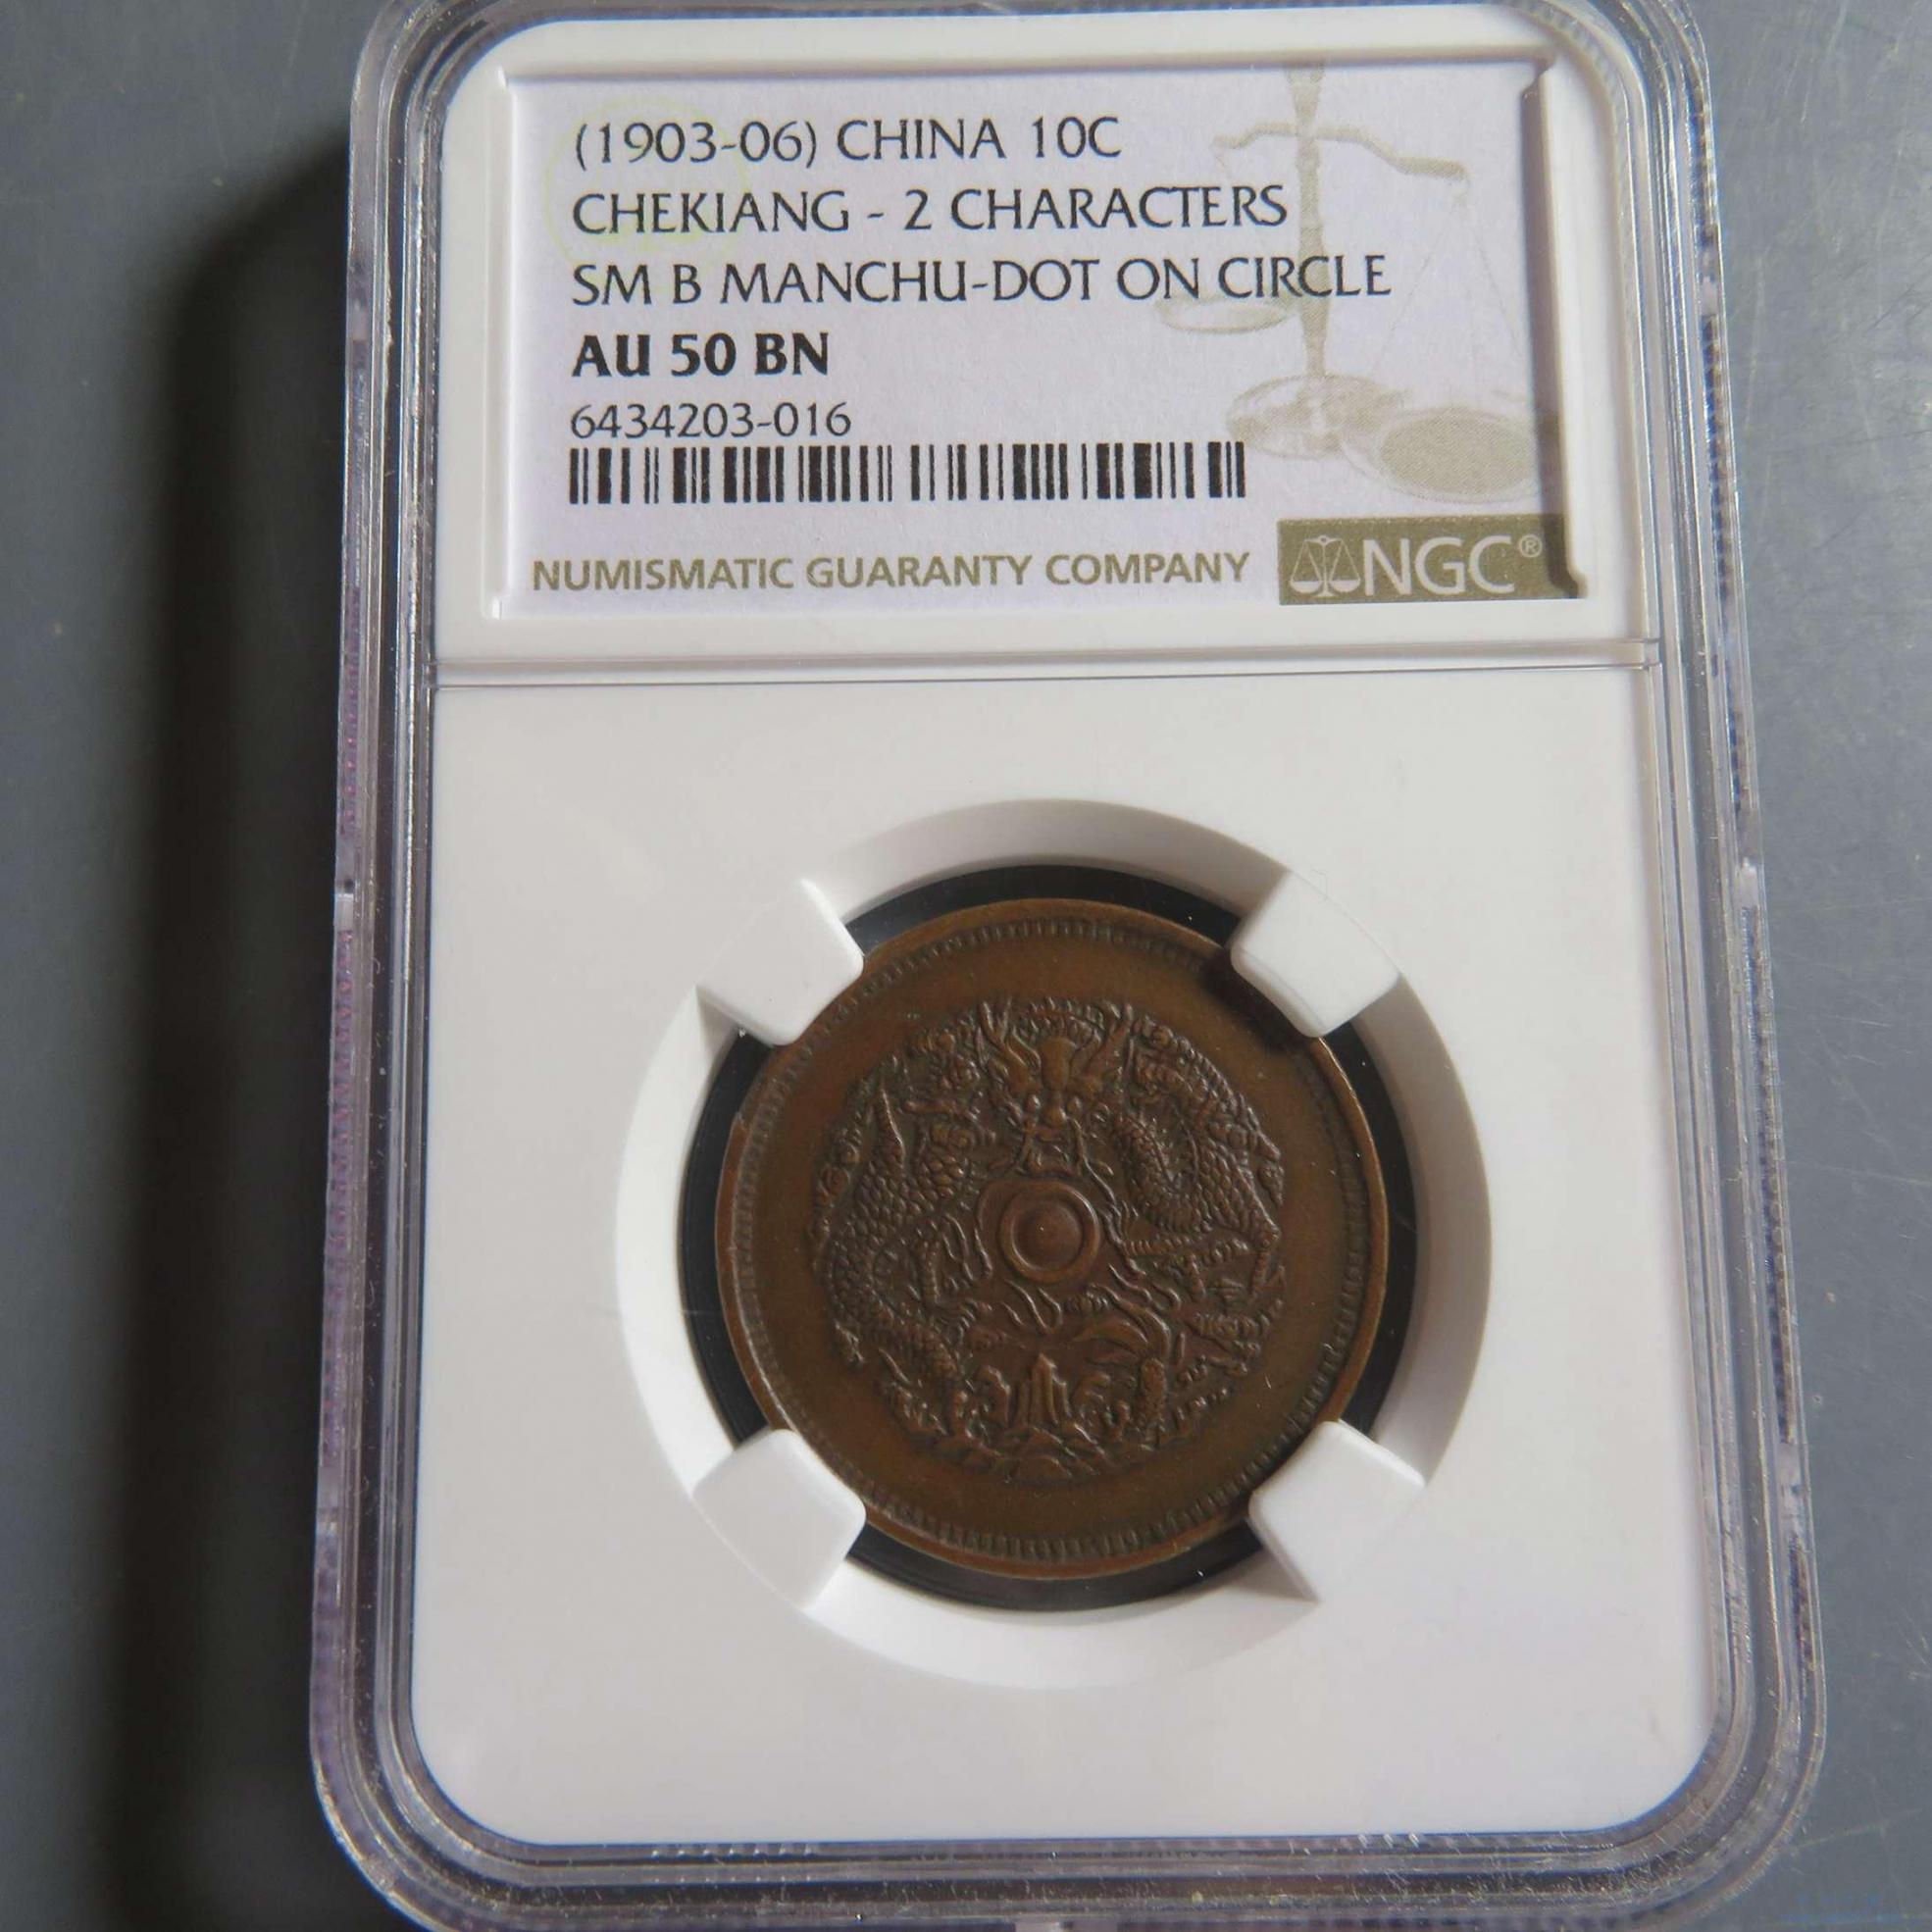 (1903-06) CHINA 10C
CHEKIANG - 2 CHARACTERS
SM B MANCHU-DOT ON CIRCLE
AU 50 BN
6434203-016
NUMISMATIC GUARANTY COMPANY NGC®